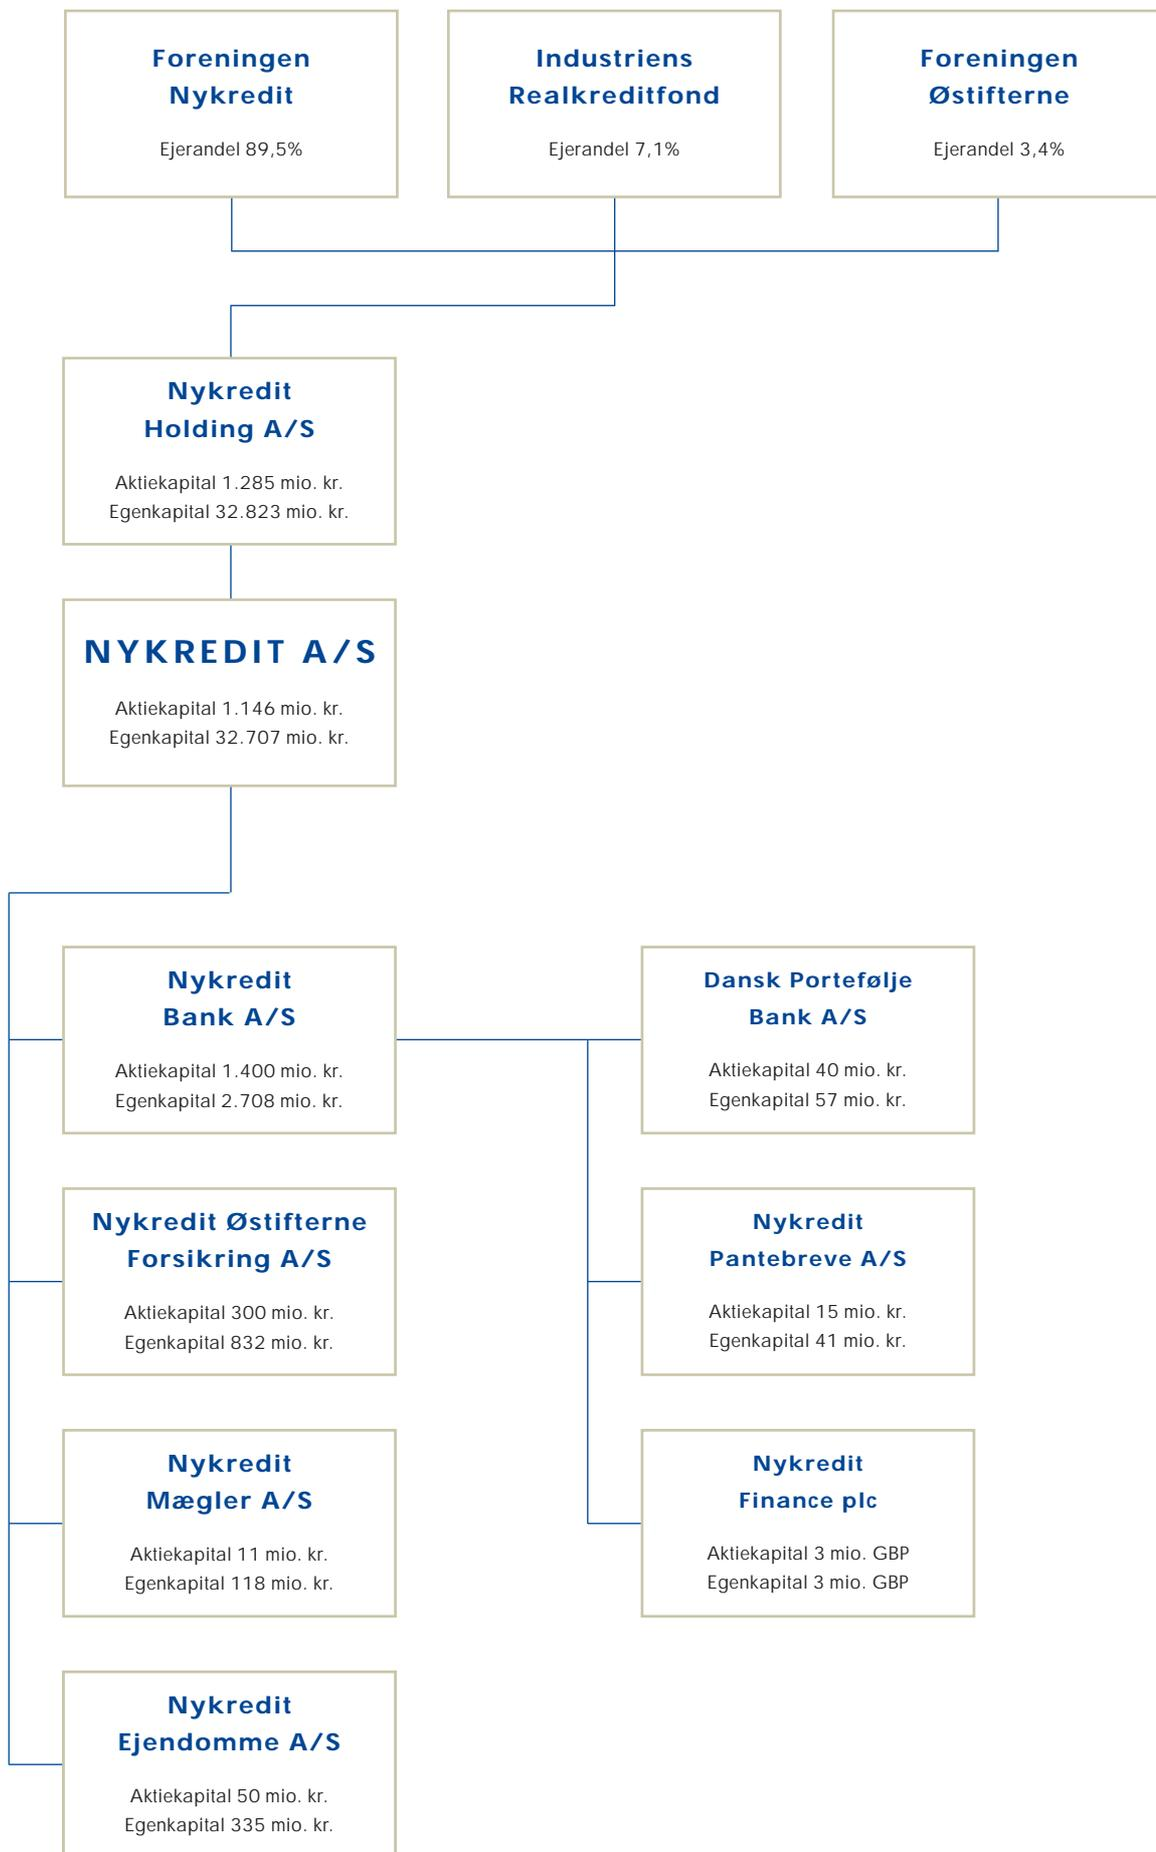 Foreningen
Nykredit
Ejerandel 89,5%
Industriens
Realkreditfond
Ejerandel 7,1%
Foreningen
Østifterne
Ejerandel 3,4%
Nykredit
Holding A/S
Aktiekapital 1.285 mio. kr.
Egenkapital 32.823 mio. kr.
NYKREDIT A/S
Aktiekapital 1.146 mio. kr.
Egenkapital 32.707 mio. kr.
Nykredit
Bank A/S
Aktiekapital 1.400 mio. kr.
Egenkapital 2.708 mio. kr.
Dansk Portefølje
Bank A/S
Aktiekapital 40 mio. kr.
Egenkapital 57 mio. kr.
Nykredit Østifterne
Forsikring A/S
Aktiekapital 300 mio. kr.
Egenkapital 832 mio. kr.
Nykredit
Pantebreve A/S
Aktiekapital 15 mio. kr.
Egenkapital 41 mio. kr.
Nykredit
Mægler A/S
Aktiekapital 11 mio. kr.
Egenkapital 118 mio. kr.
Nykredit
Finance plc
Aktiekapital 3 mio. GBP
Egenkapital 3 mio. GBP
Nykredit
Ejendomme A/S
Aktiekapital 50 mio. kr.
Egenkapital 335 mio. kr.